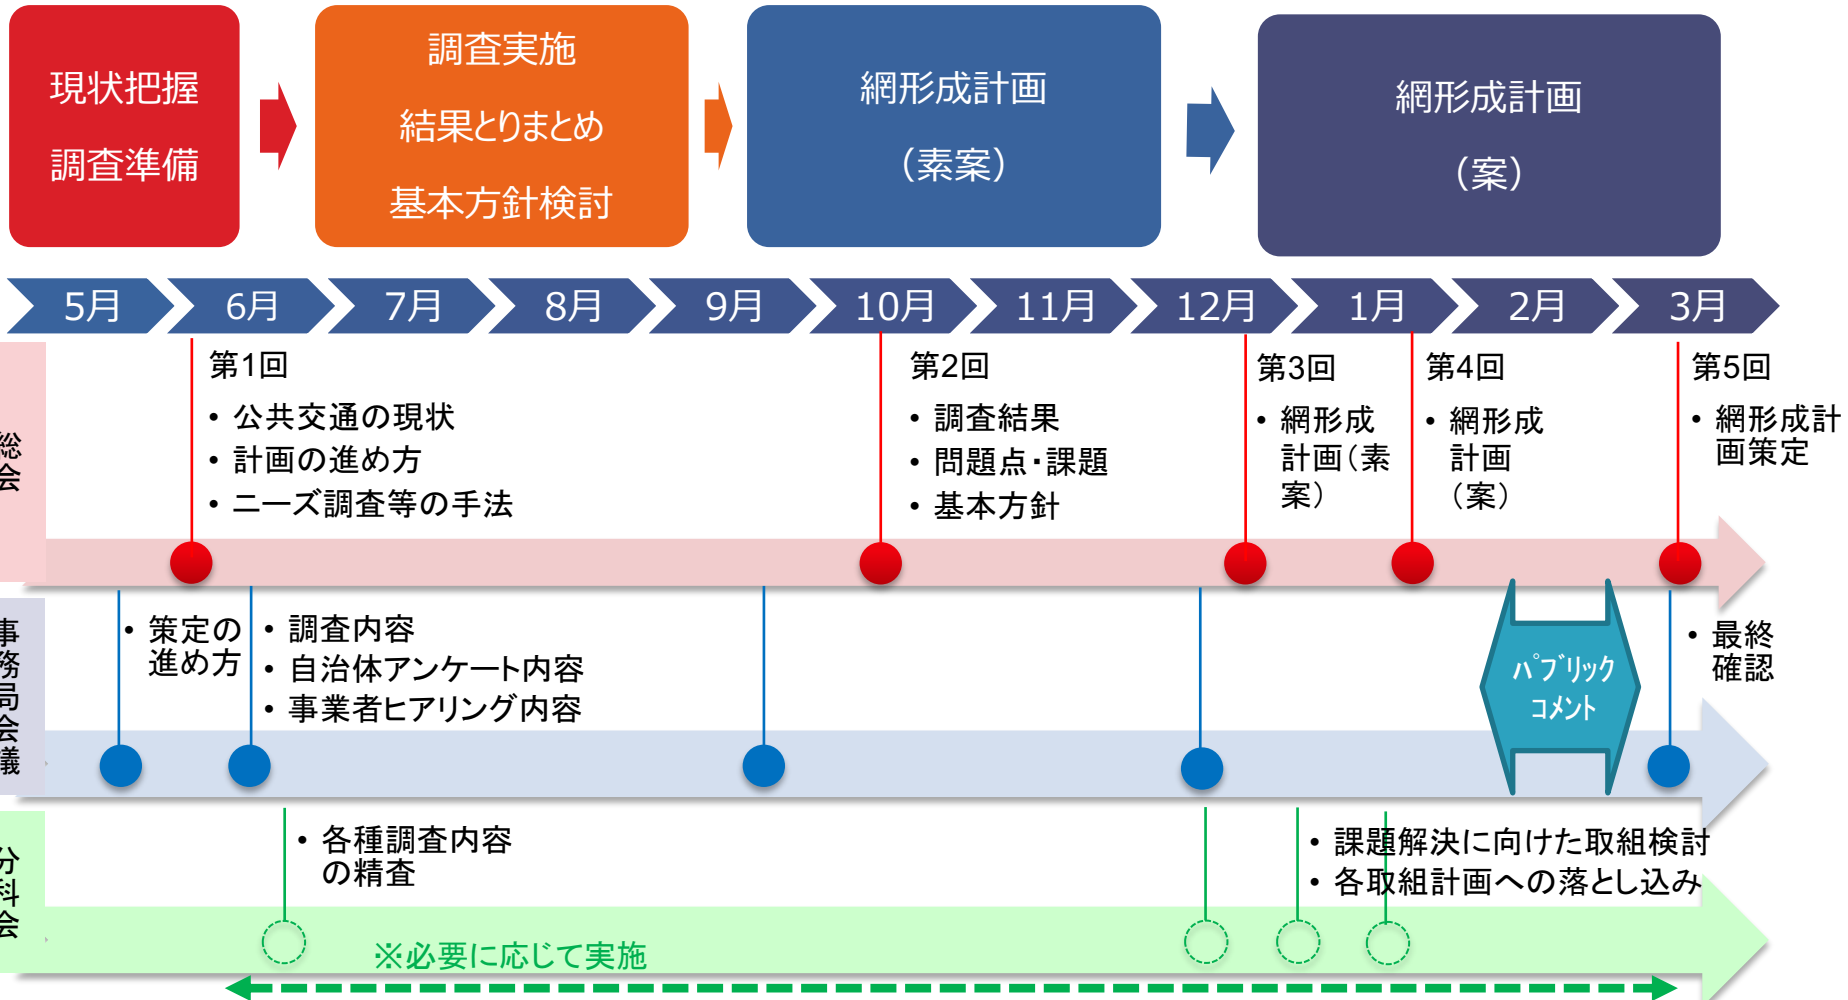 現状把握
調査準備
調査実施
結果とりまとめ
基本方針検討
網形成計画
（素案）
網形成計画
（案）
5月
6月
7月
8月
9月
10月
11月
12月
1月
2月
3月
総会
第1回
• 公共交通の現状
• 計画の進め方
• ニーズ調査等の手法
第2回
• 調査結果
• 問題点・課題
• 基本方針
第3回
• 網形成
計画（素
案）
第4回
• 網形成
計画
（案）
第5回
• 網形成計
画策定
事務局会議
• 策定の
進め方
• 調査内容
• 自治体アンケート内容
• 事業者ヒアリング内容
ﾊﾟﾌﾞﾘｯｸ
ｺﾒﾝﾄ
• 最終
確認
分科会
• 各種調査内容
の精査
• 課題解決に向けた取組検討
• 各取組計画への落とし込み
※必要に応じて実施